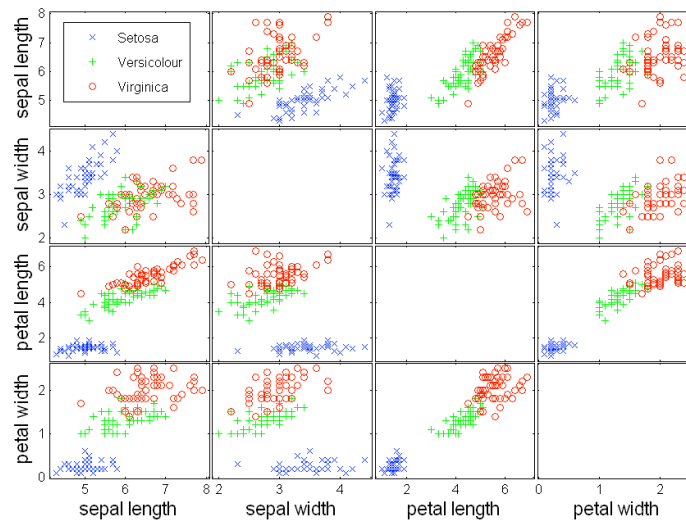 8
7
6
5
sepal length
Setosa
Versicolour
Virginica
4
3
2
sepal width
6
4
2
petal length
2
1
0
petal width
5 6 7 8 2 3 4 2 4 6 0 1 2
sepal length sepal width petal length petal width